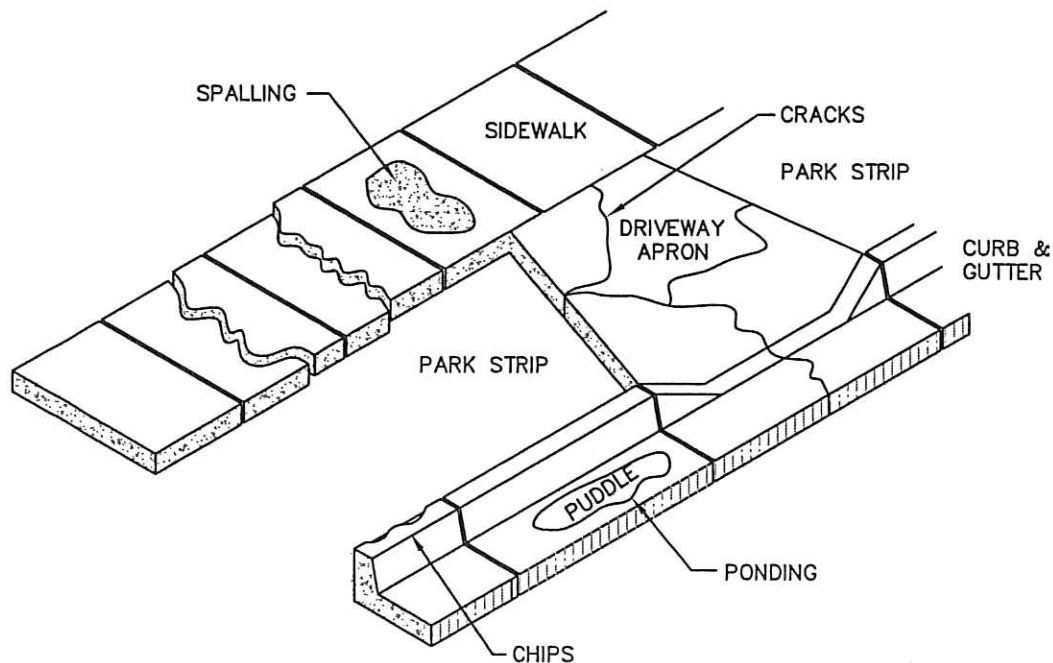 SPALLING
SIDEWALK
CRACKS
PARK STRIP
DRIVEWAY
APRON
CURB &
GUTTER
PARK STRIP
PUDDLE
PONDING
CHIPS